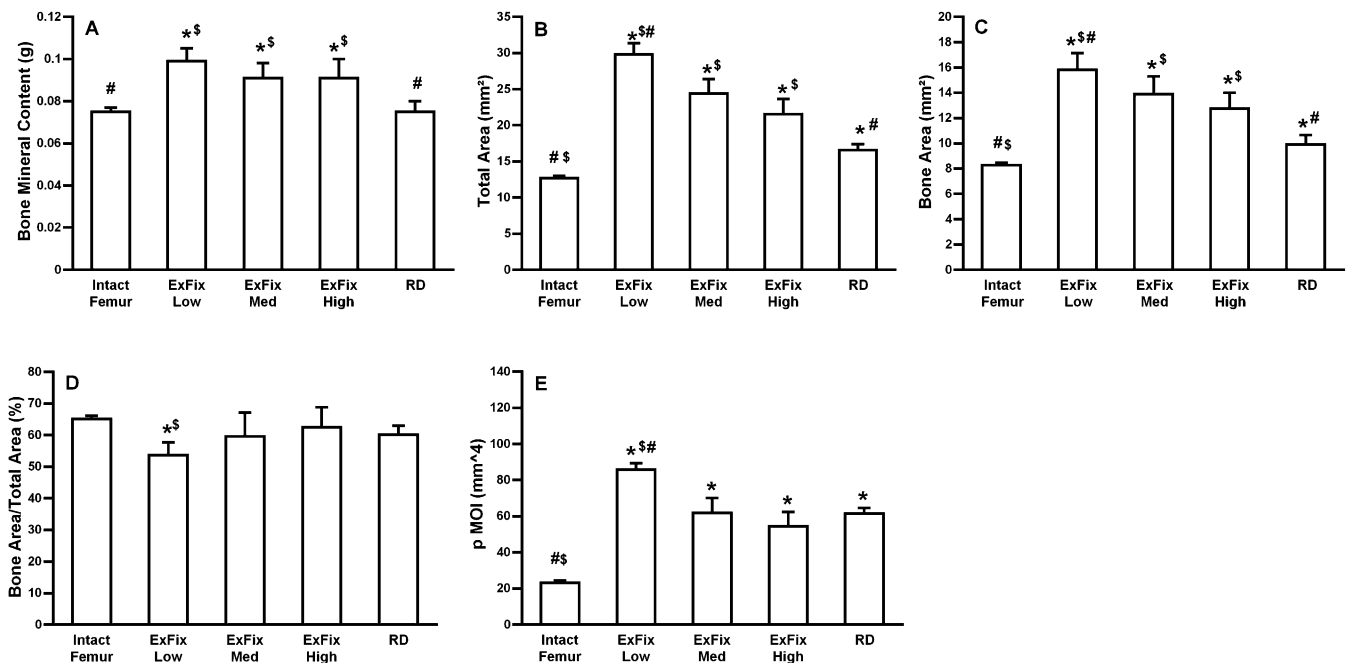 A
Bone Mineral Content (g)
0.12
0.1
0.08
0.06
0.04
0.02
0
#
*$
*$
*$
#
Intact Femur
ExFix Low
ExFix Med
ExFix High
RD
B
Total Area (mm²)
35
30
25
20
15
10
5
0
# $
*$#
*$
*$
*#
Intact Femur
ExFix Low
ExFix Med
ExFix High
RD
C
Bone Area (mm²)
20
18
16
14
12
10
8
6
4
2
0
#$
*$#
*$
*$
*#
Intact Femur
ExFix Low
ExFix Med
ExFix High
RD
D
Bone Area/Total Area (%)
80
70
60
50
40
30
20
10
0
*$
Intact Femur
ExFix Low
ExFix Med
ExFix High
RD
E
p MOI (mm^4)
140
120
100
80
60
40
20
0
#$
*$#
*
*
*
Intact Femur
ExFix Low
ExFix Med
ExFix High
RD